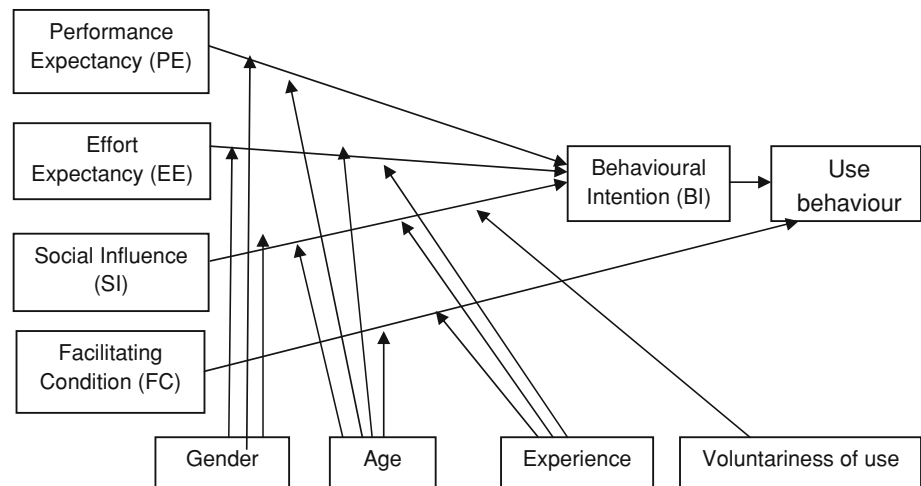 Performance
Expectancy (PE)
Effort
Expectancy (EE)
Behavioural
Intention (BI)
Use
behaviour
Social Influence
(SI)
Facilitating
Condition (FC)
Gender
Age
Experience
Voluntariness of use